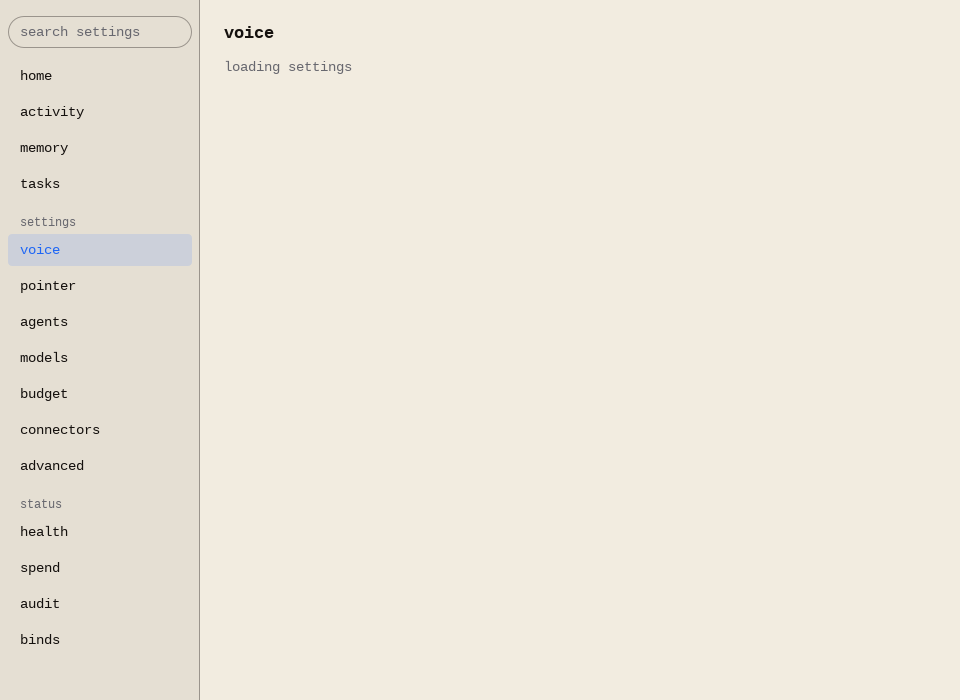 search settings
home
activity
memory
tasks
settings
voice
pointer
agents
models
budget
connectors
advanced
status
health
spend
audit
binds
voice
loading settings